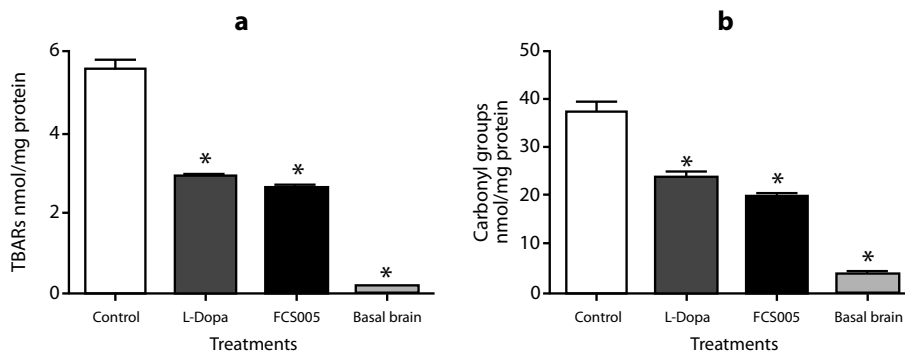 a
TBARs nmol/mg protein
6
4
2
0
*
*
*
Control
L-Dopa
FCS005
Basal brain
Treatments
b
Carbonyl groups
nmol/mg protein
50
40
30
20
10
0
*
*
*
Control
L-Dopa
FCS005
Basal brain
Treatments